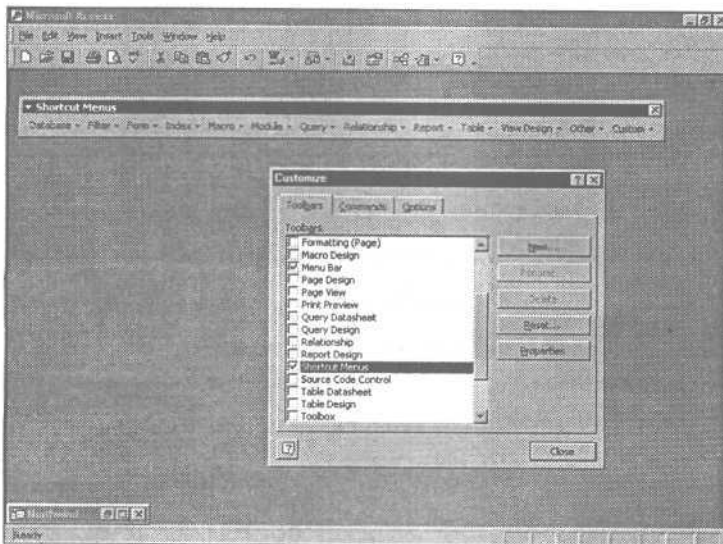 Microsoft Access
File Edit View Insert Tools Window Help
Shortcut Menus
Database Filter Form Index Macro Module Query Relationship Report Table View Design Other Custom
Customize
Toolbars Commands Options
Toolbars:
Formatting (Page)
Macro Design
Menu Bar
Page Design
Page View
Print Preview
Query Datasheet
Query Design
Relationship
Report Design
Shortcut Menus
Source Code Control
Table Datasheet
Table Design
Toolbox
New...
Rename...
Delete
Reset...
Properties
Close
Northwind
Ready